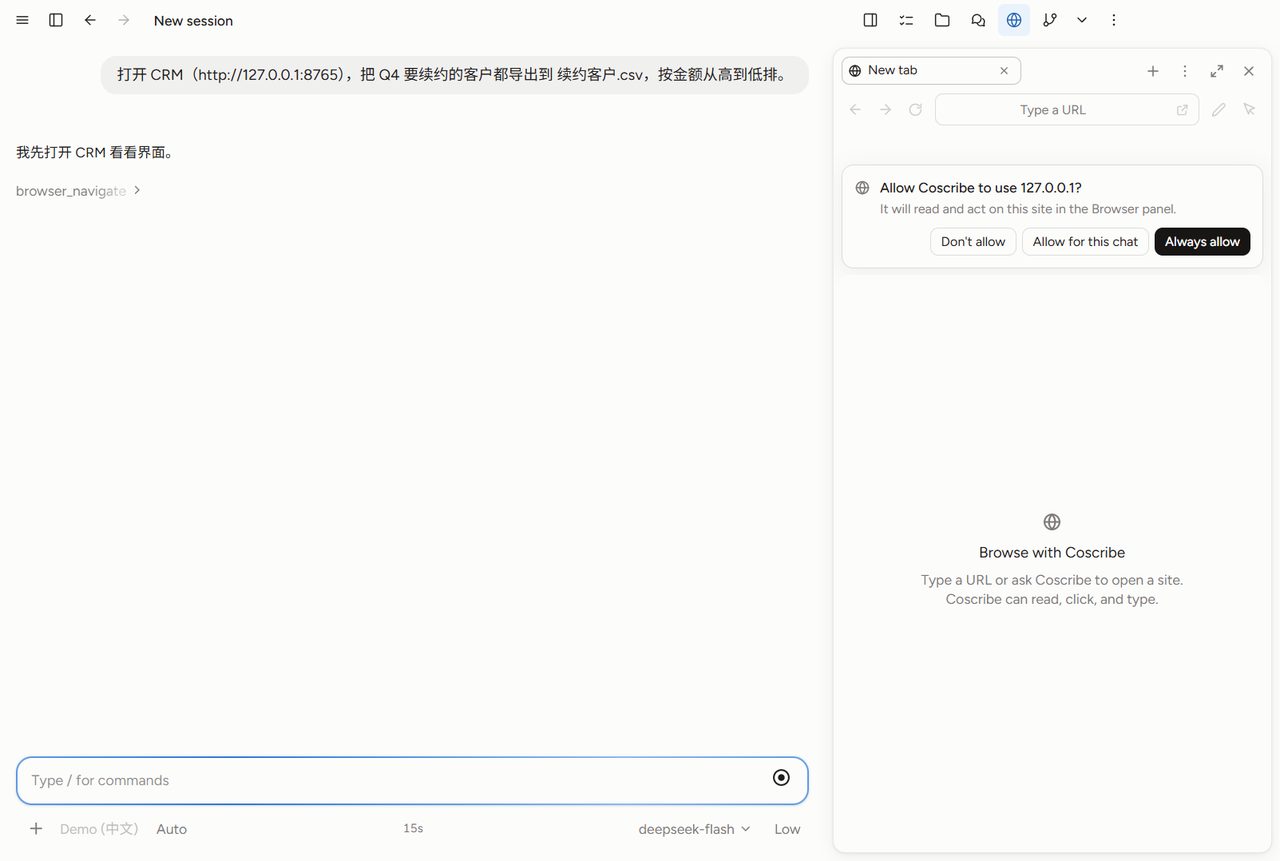 New session
打开 CRM（http://127.0.0.1:8765），把 Q4 要续约的客户都导出到 续约客户.csv，按金额从高到低排。
我先打开 CRM 看看界面。
browser_navigate
New tab
Type a URL
Allow Coscribe to use 127.0.0.1?
It will read and act on this site in the Browser panel.
Don't allow
Allow for this chat
Always allow
Browse with Coscribe
Type a URL or ask Coscribe to open a site.
Coscribe can read, click, and type.
Type / for commands
Demo (中文)
Auto
15s
deepseek-flash
Low